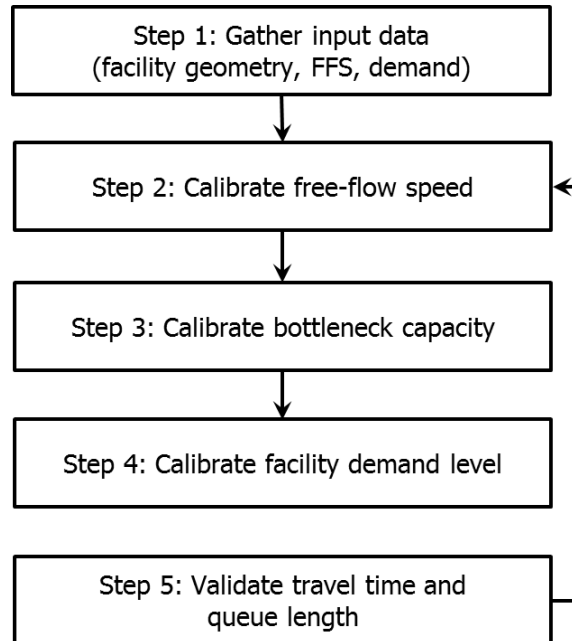 Step 1: Gather input data
(facility geometry, FFS, demand)
Step 2: Calibrate free-flow speed
Step 3: Calibrate bottleneck capacity
Step 4: Calibrate facility demand level
Step 5: Validate travel time and
queue length